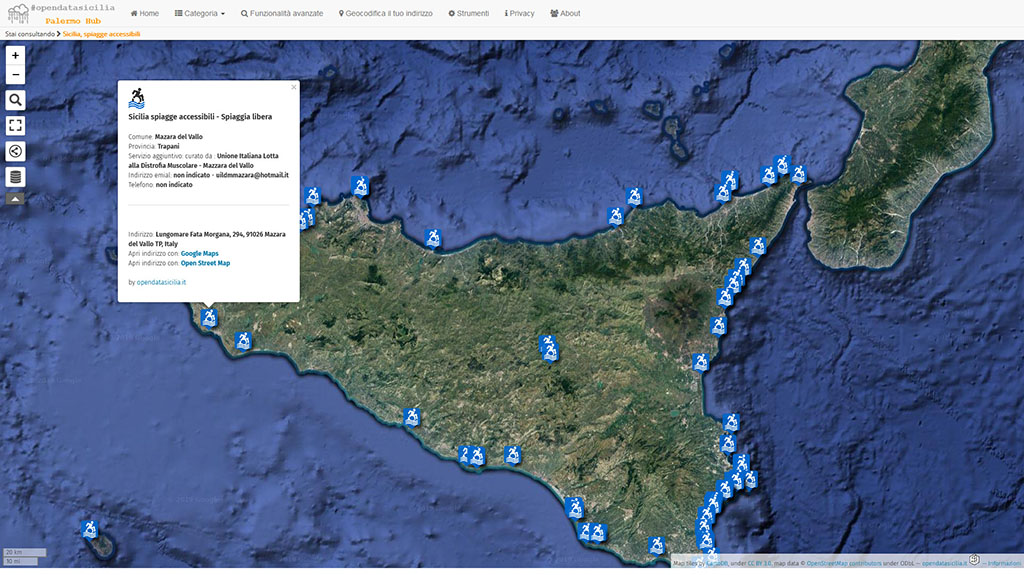 #opendatasicilia
Palermo Hub
Home
Categoria
Funzionalità avanzate
Geocodifica il tuo indirizzo
Strumenti
Privacy
About
Stai consultando > Sicilia, spiagge accessibili
+
−
×
Sicilia spiagge accessibili - Spiaggia libera
Comune: Mazara del Vallo
Provincia: Trapani
Servizio aggiuntivo: curato da : Unione Italiana Lotta
alla Distrofia Muscolare - Mazzara del Vallo
Indirizzo emial: non indicato - uildmmazara@hotmail.it
Telefono: non indicato
Indirizzo: Lungomare Fata Morgana, 294, 91026 Mazara
del Vallo TP, Italy
Apri indirizzo con: Google Maps
Apri indirizzo con: Open Street Map
by opendatasicilia.it
20 km
10 mi
Map tiles by CartoDB, under CC BY 3.0. map data © OpenStreetMap contributors under ODbL - opendatasicilia.it - Informazioni